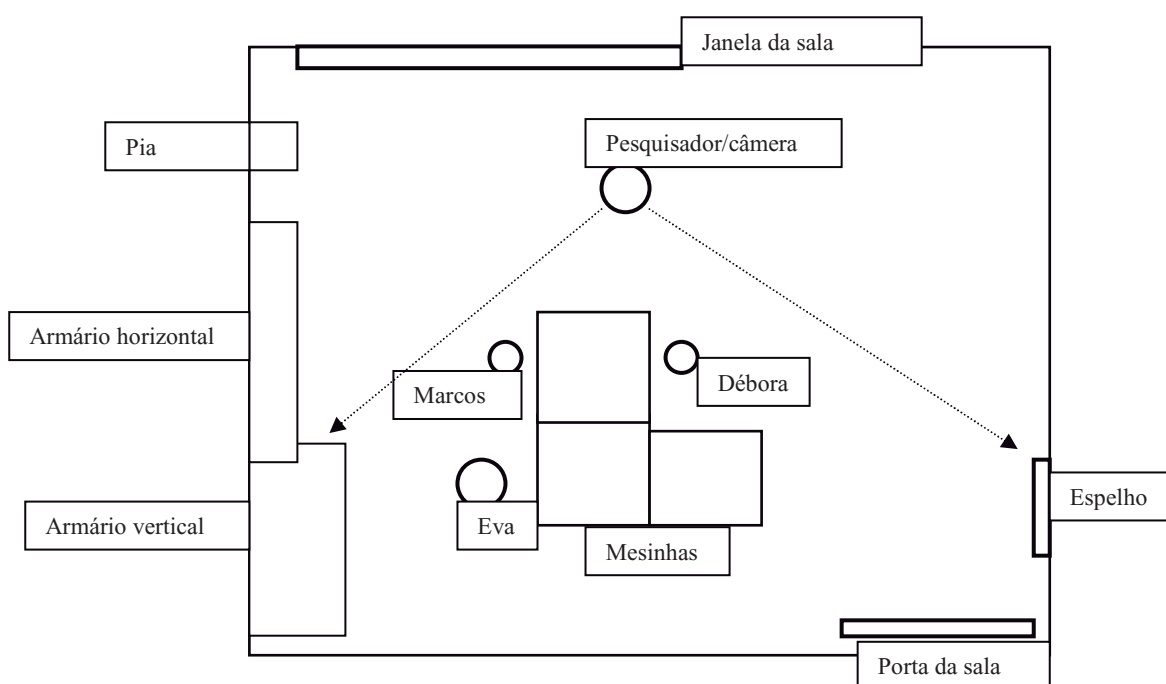 Janela da sala
Pia
Pesquisador/câmera
Armário horizontal
Marcos
Débora
Armário vertical
Eva
Mesinhas
Espelho
Porta da sala